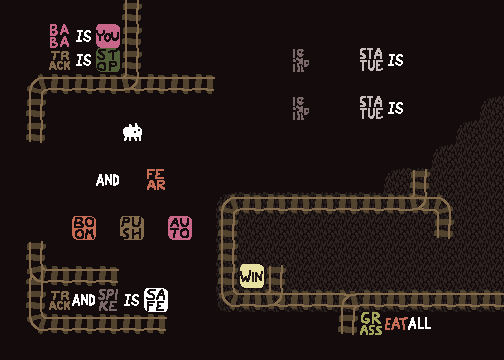 BABA IS YOU
TRACK IS STOP
STATUE IS
STATUE IS
AND FEAR
BOOM PUSH AUTO
WIN
TRACK AND SPIKE IS SAFE
GRASS EAT ALL